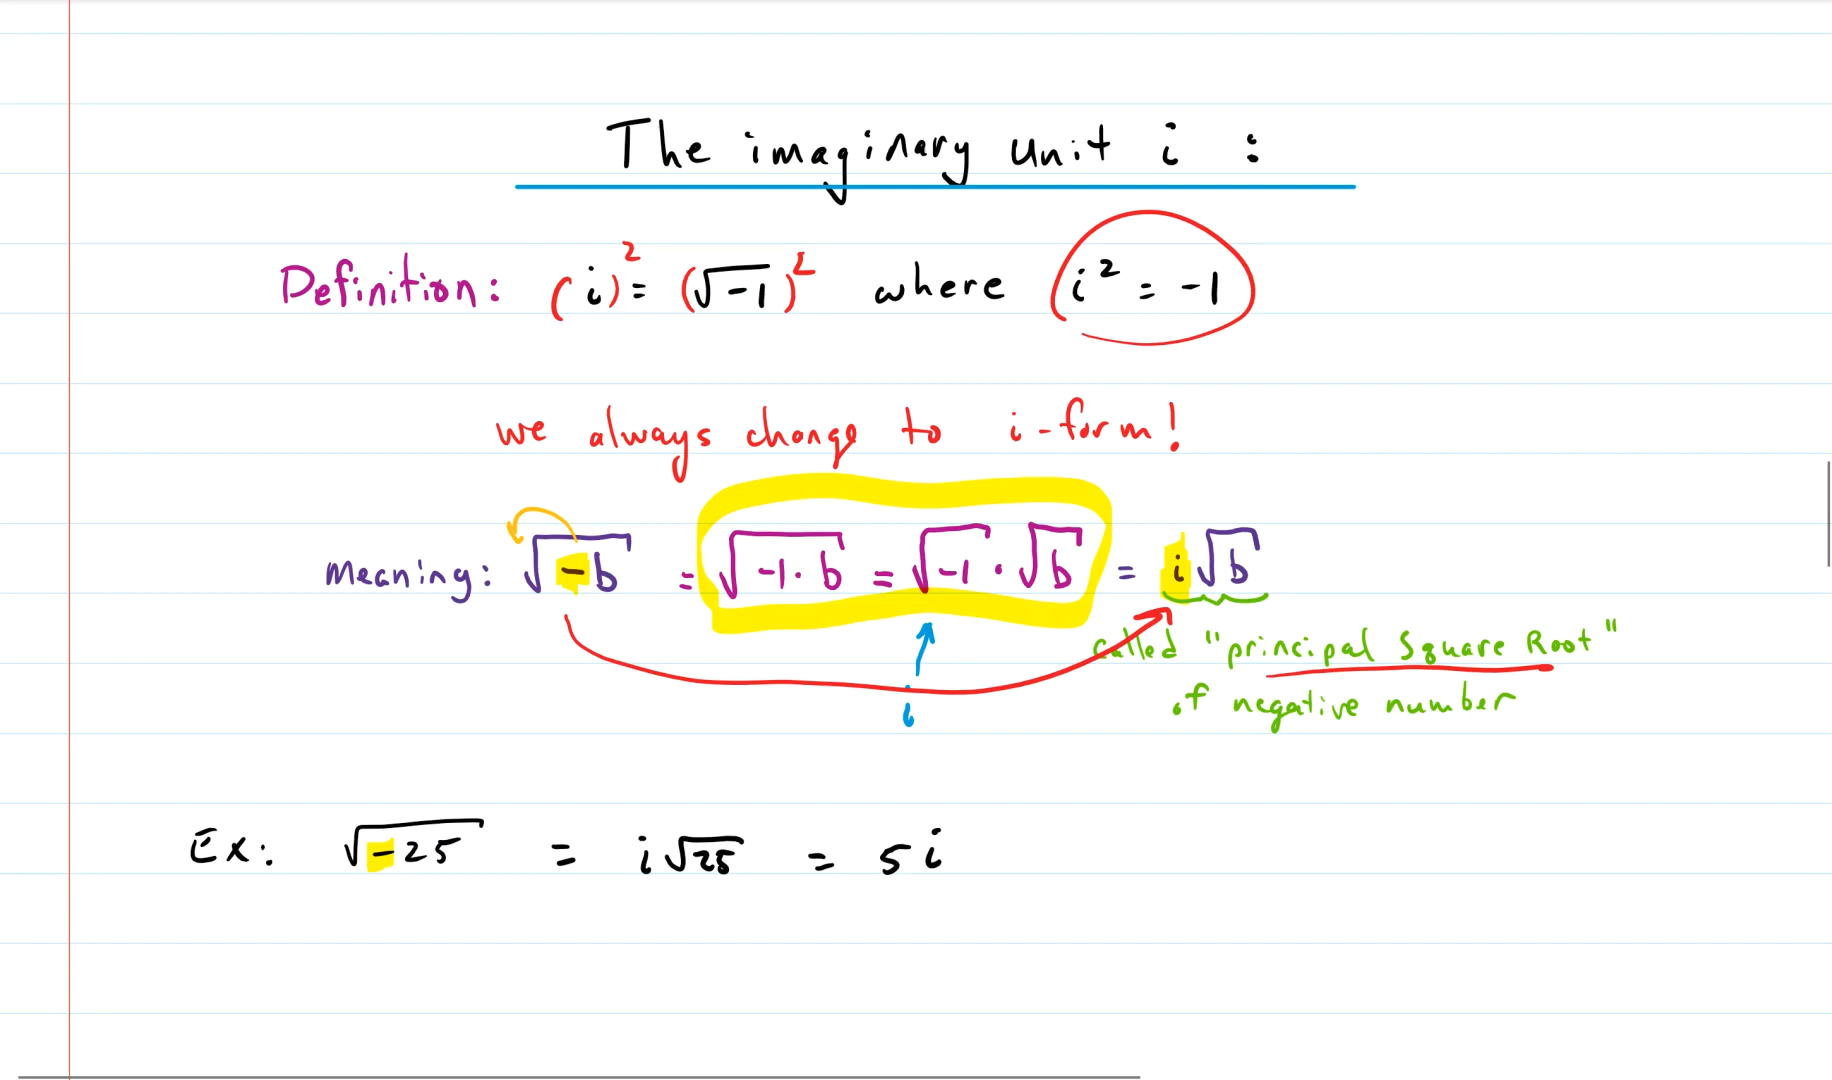 The imaginary unit i :
Definition: (i)² = (√-1)² where i² = -1
we always change to i-form!
Meaning: √-b = √-1·b = √-1 · √b = i√b
i
called "principal Square Root"
of negative number
Ex: √-25 = i√25 = 5i